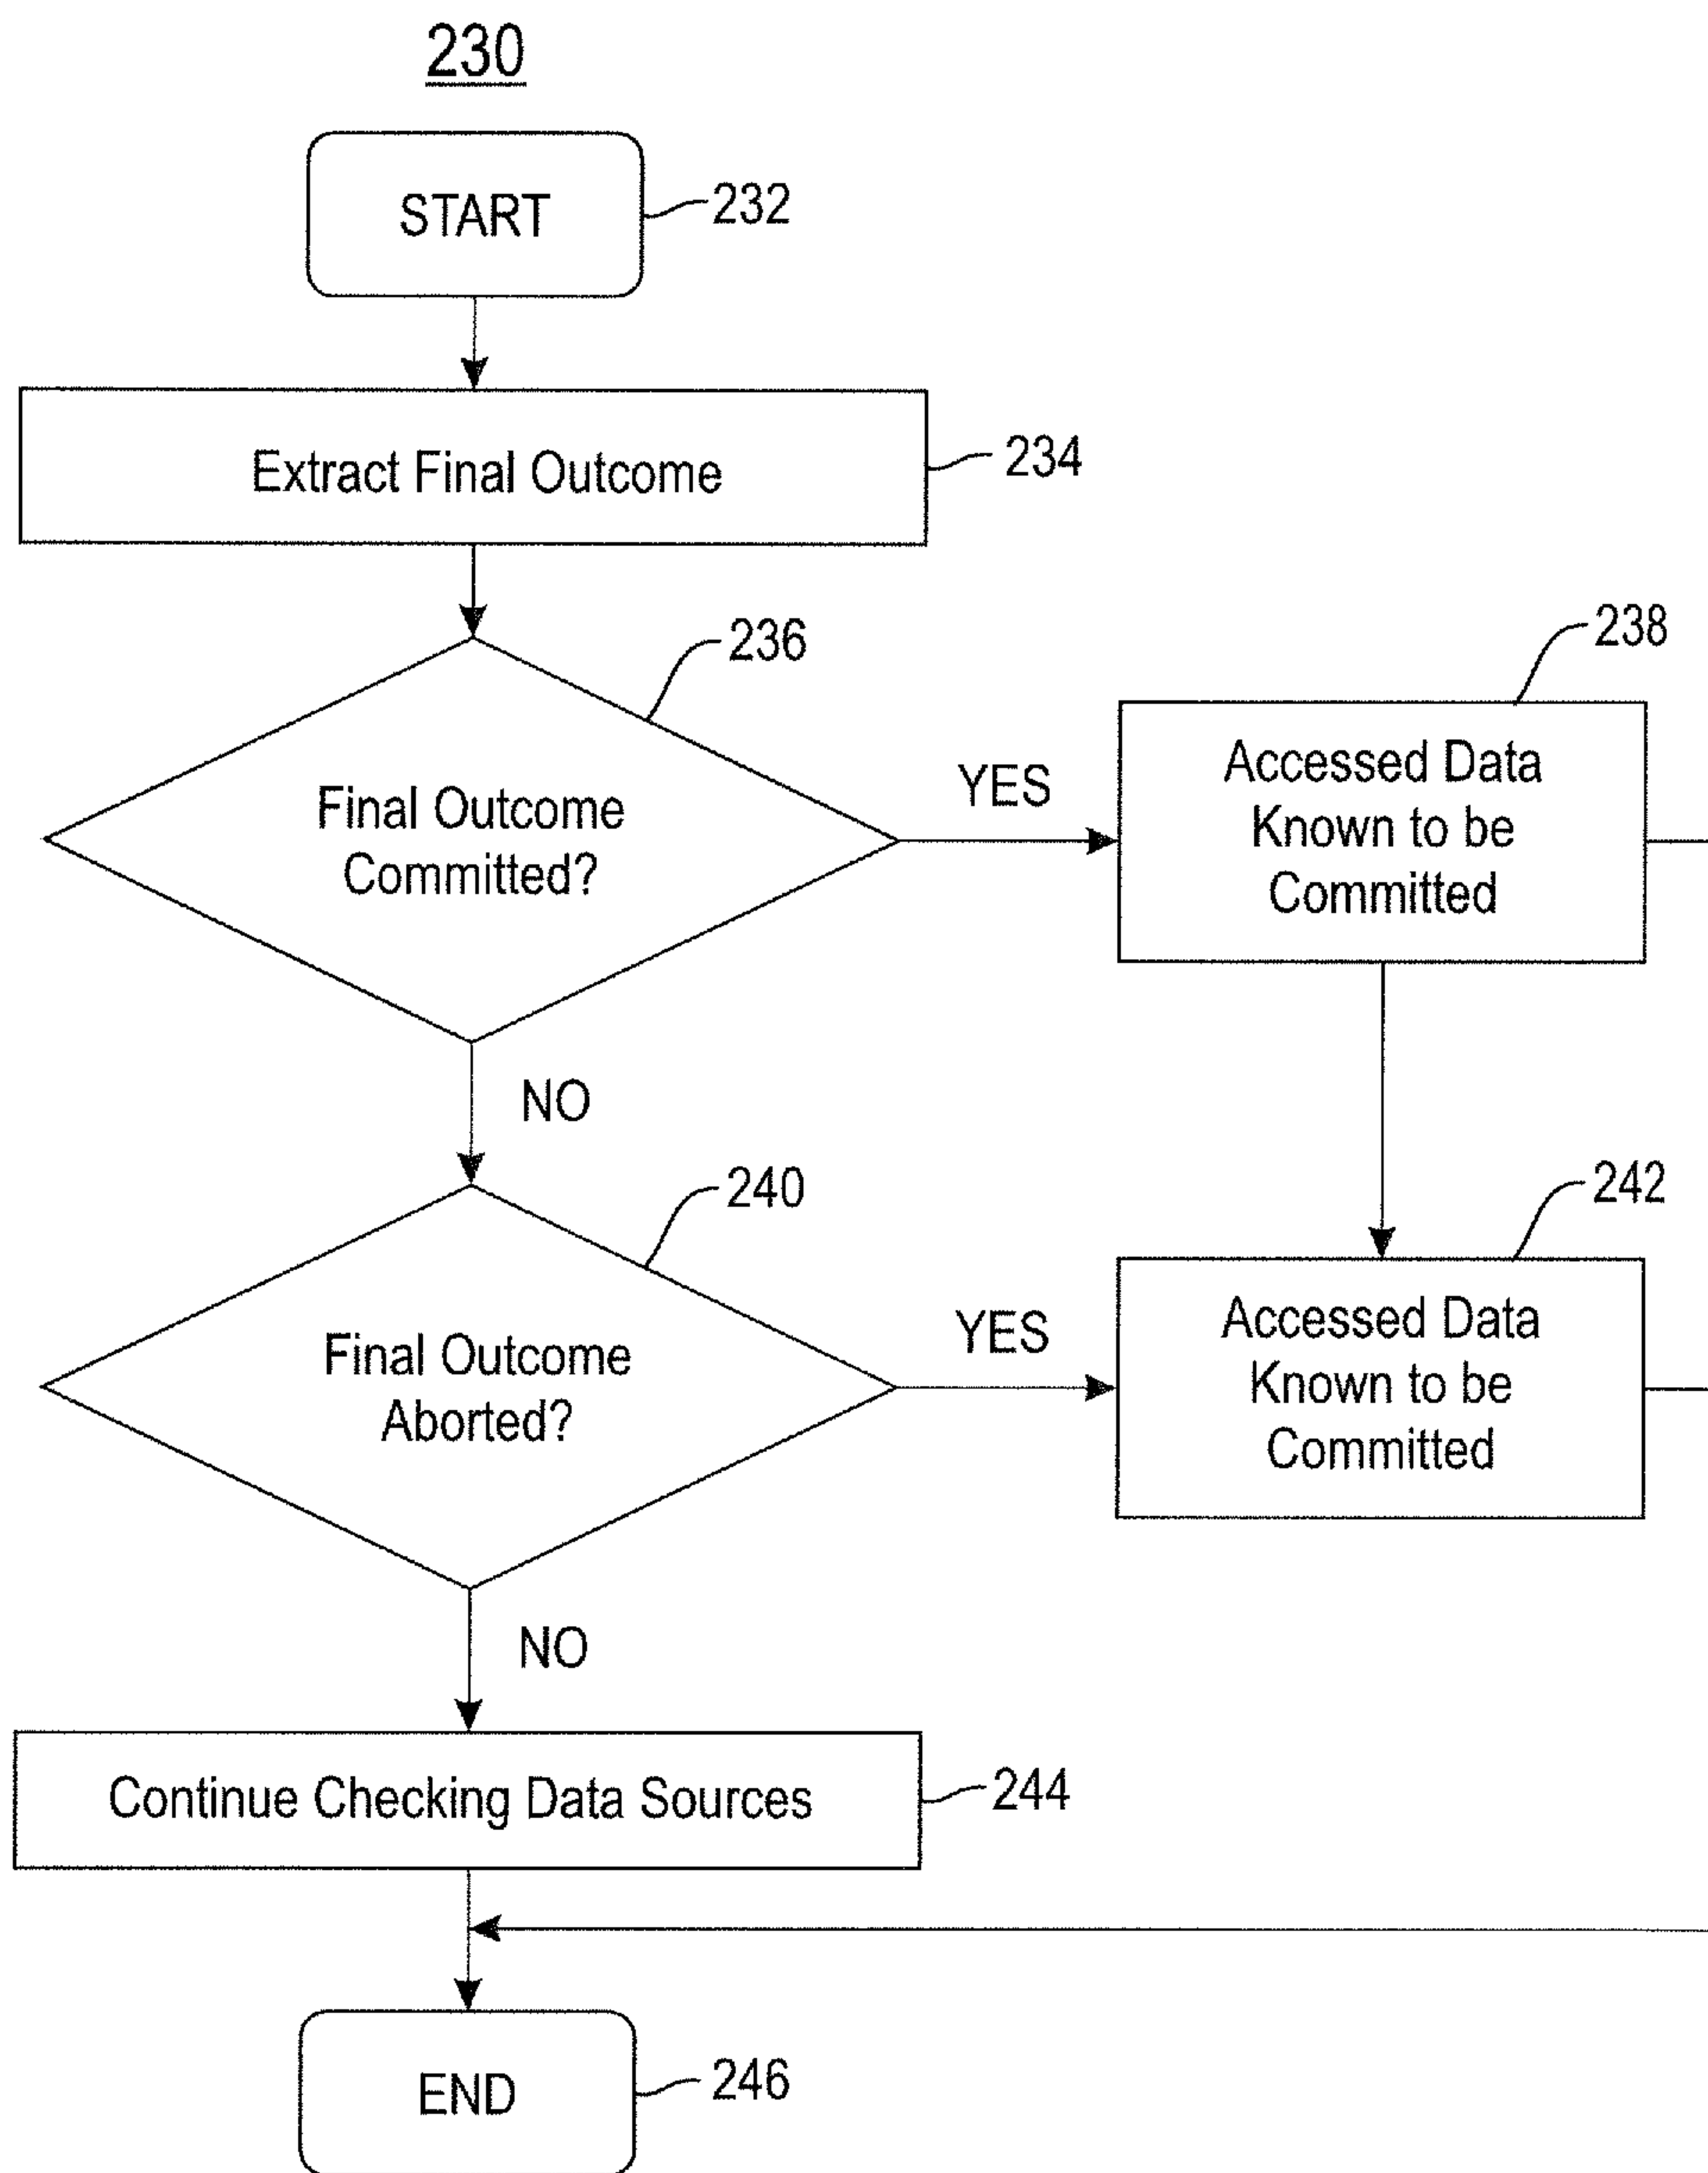 230
START
232
Extract Final Outcome
234
236
Final Outcome
Committed?
YES
238
Accessed Data
Known to be
Committed
NO
240
Final Outcome
Aborted?
YES
242
Accessed Data
Known to be
Committed
NO
Continue Checking Data Sources
244
END
246